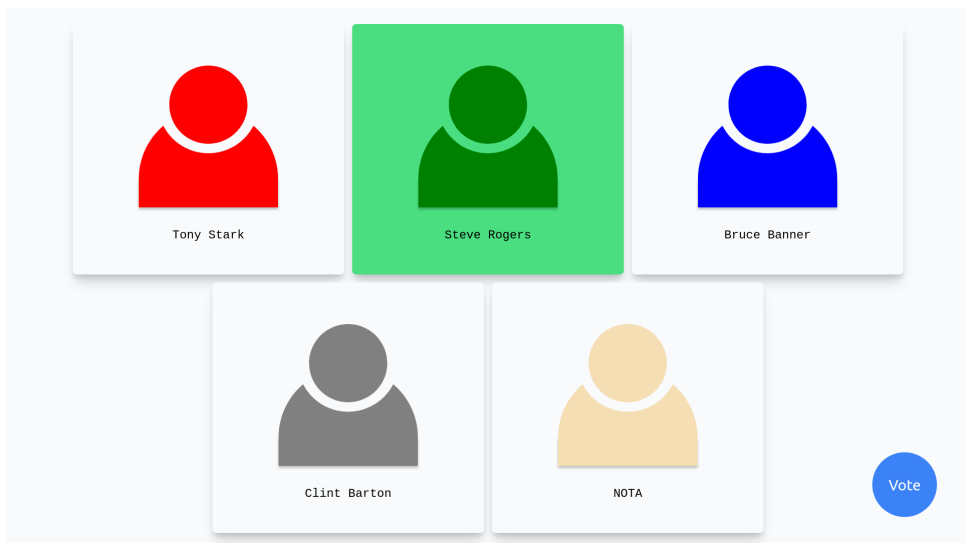 Tony Stark
Steve Rogers
Bruce Banner
Clint Barton
NOTA
Vote